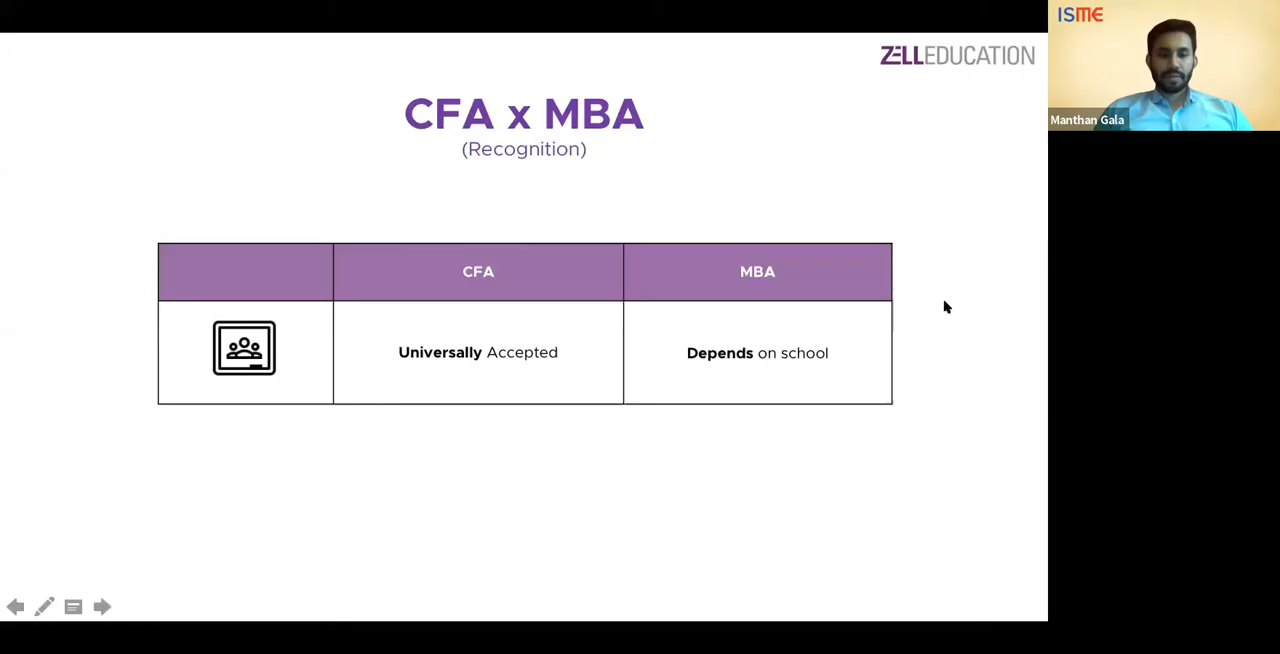 ISME
ZELLEDUCATION
CFA x MBA
Manthan Gala
(Recognition)
CFA
MBA
Universally Accepted
Depends on school